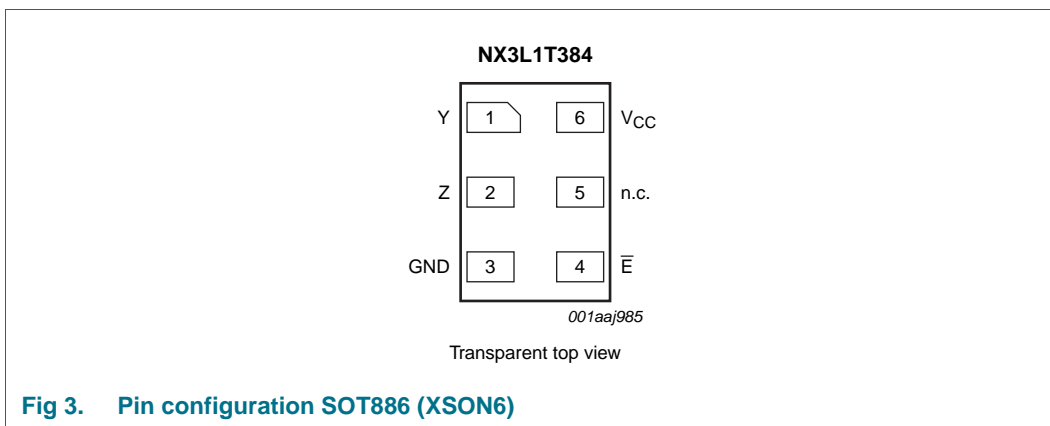 NX3L1T384
Y 1 6 VCC
Z 2 5 n.c.
GND 3 4 E̅
001aaj985
Transparent top view
Fig 3. Pin configuration SOT886 (XSON6)